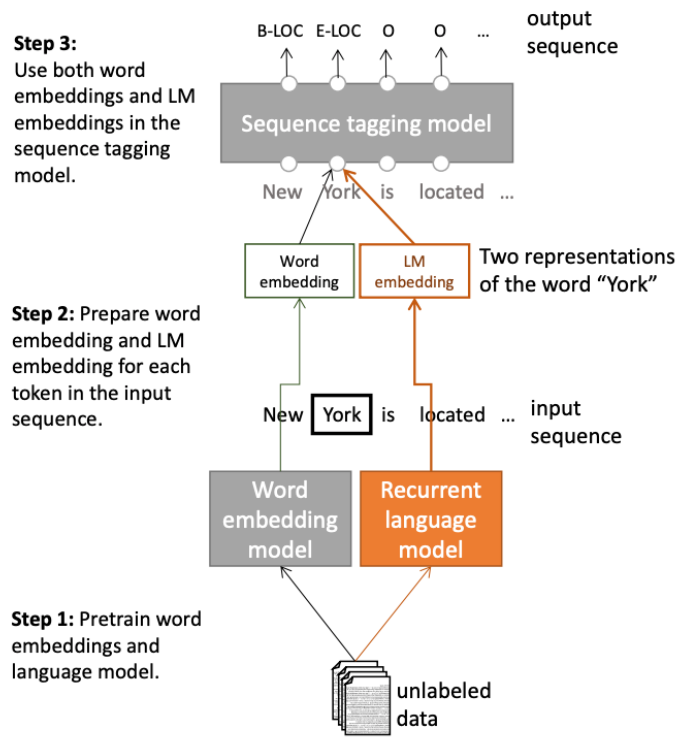 B-LOC E-LOC O O ...
output
sequence
Step 3:
Use both word
embeddings and LM
embeddings in the
sequence tagging
model.
Sequence tagging model
New York is located ...
Word
embedding
LM
embedding
Two representations
of the word “York”
Step 2: Prepare word
embedding and LM
embedding for each
token in the input
sequence.
New York is located ...
input
sequence
Word
embedding
model
Recurrent
language
model
Step 1: Pretrain word
embeddings and
language model.
unlabeled
data